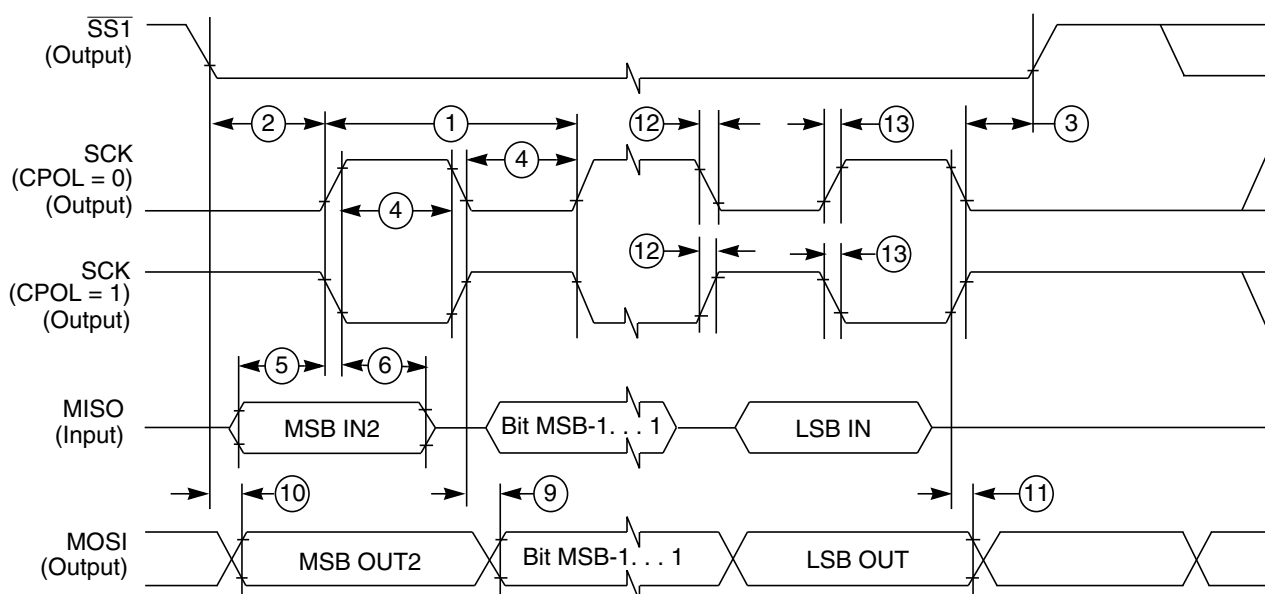 SS1
(Output)
2
1
12
13
3
SCK
(CPOL = 0)
(Output)
4
4
SCK
(CPOL = 1)
(Output)
12
13
5
6
MISO
(Input)
MSB IN2
Bit MSB-1. . . 1
LSB IN
10
9
11
MOSI
(Output)
MSB OUT2
Bit MSB-1. . . 1
LSB OUT